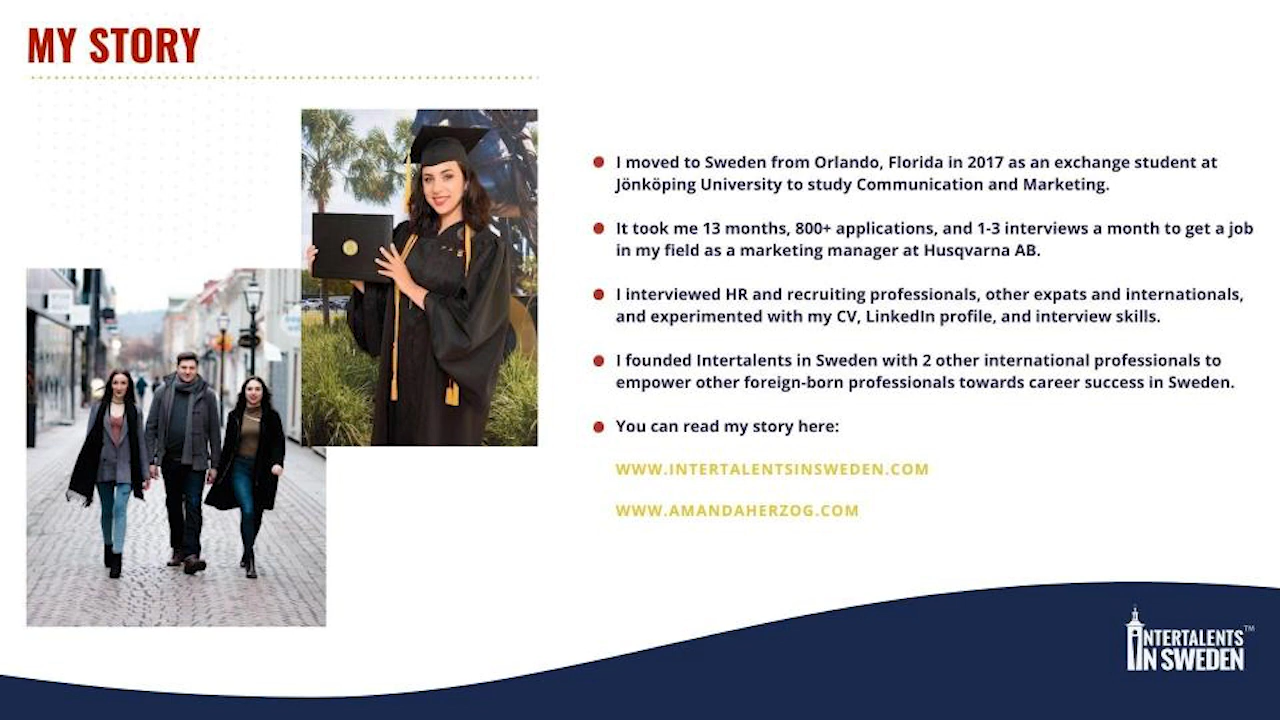 MY STORY
I moved to Sweden from Orlando, Florida in 2017 as an exchange student at
Jönköping University to study Communication and Marketing.
It took me 13 months, 800+ applications, and 1-3 interviews a month to get a job
in my field as a marketing manager at Husqvarna AB.
I interviewed HR and recruiting professionals, other expats and internationals,
and experimented with my CV, LinkedIn profile, and interview skills.
I founded Intertalents in Sweden with 2 other international professionals to
empower other foreign-born professionals towards career success in Sweden.
You can read my story here:
WWW.INTERTALENTSINSWEDEN.COM
WWW.AMANDAHERZOG.COM
INTERTALENTS™
IN SWEDEN